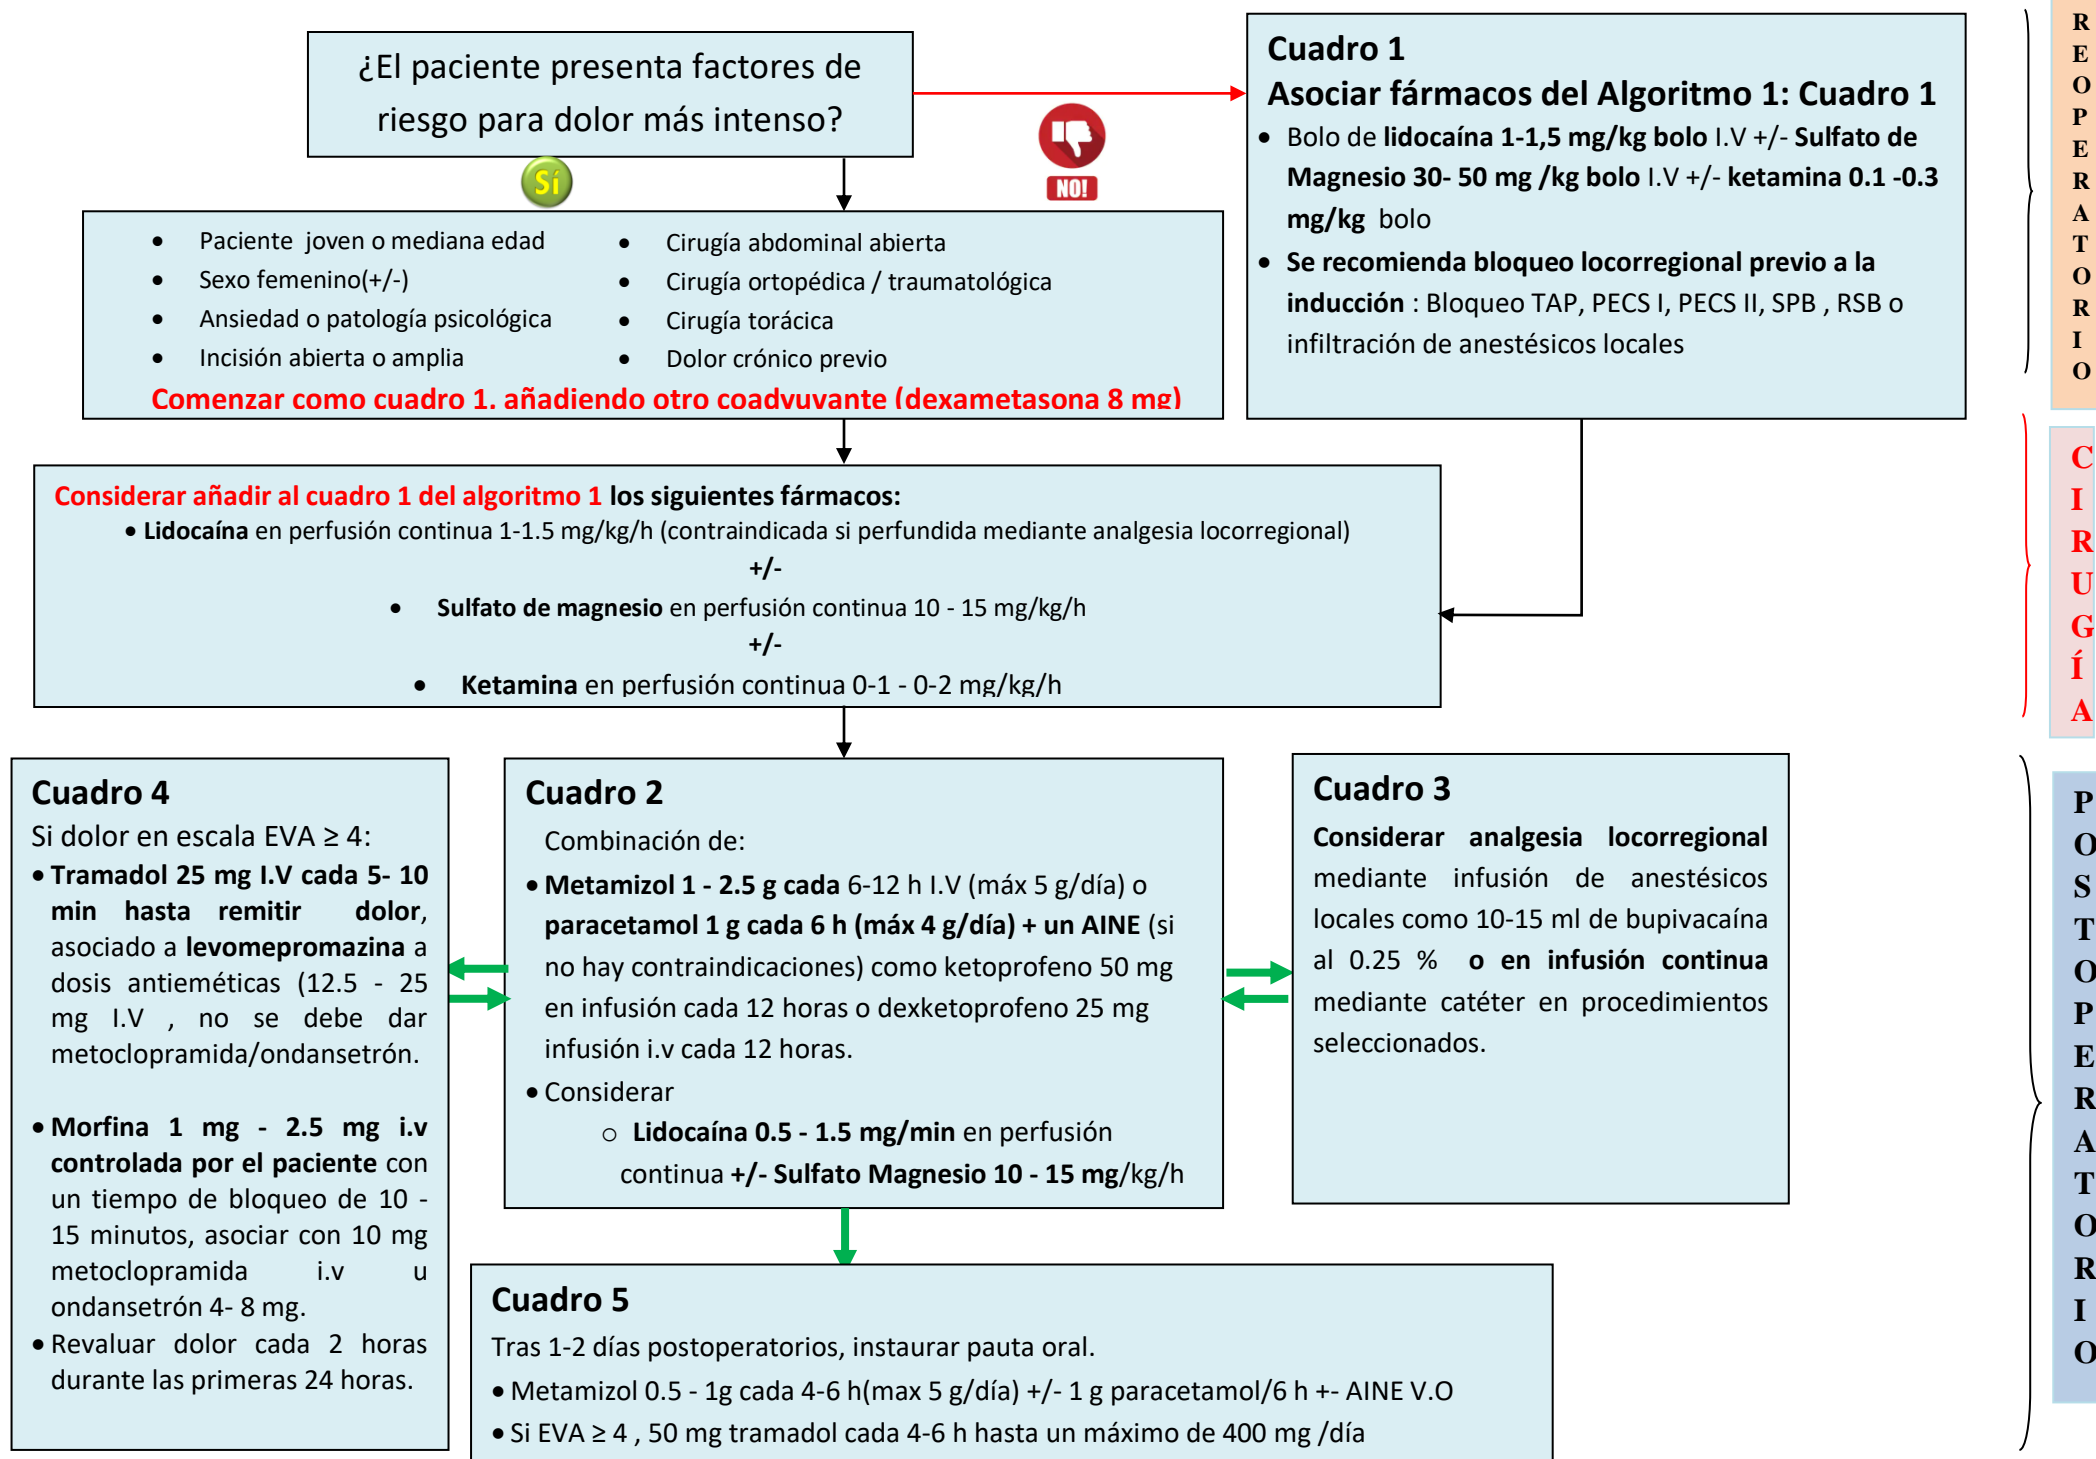 ¿El paciente presenta factores de
riesgo para dolor más intenso?
Sí
NO!
Cuadro 1
Asociar fármacos del Algoritmo 1: Cuadro 1
• Bolo de lidocaína 1-1,5 mg/kg bolo I.V +/- Sulfato de
Magnesio 30- 50 mg /kg bolo I.V +/- ketamina 0.1 -0.3
mg/kg bolo
• Se recomienda bloqueo locorregional previo a la
inducción : Bloqueo TAP, PECS I, PECS II, SPB , RSB o
infiltración de anestésicos locales
• Paciente joven o mediana edad
• Sexo femenino(+/-)
• Ansiedad o patología psicológica
• Incisión abierta o amplia
• Cirugía abdominal abierta
• Cirugía ortopédica / traumatológica
• Cirugía torácica
• Dolor crónico previo
Comenzar como cuadro 1. añadiendo otro coadyuvante (dexametasona 8 mg)
REOPERATORIO
Considerar añadir al cuadro 1 del algoritmo 1 los siguientes fármacos:
• Lidocaína en perfusión continua 1-1.5 mg/kg/h (contraindicada si perfundida mediante analgesia locorregional)
+/-
• Sulfato de magnesio en perfusión continua 10 - 15 mg/kg/h
+/-
• Ketamina en perfusión continua 0-1 - 0-2 mg/kg/h
CIRUGÍA
Cuadro 4
Si dolor en escala EVA ≥ 4:
• Tramadol 25 mg I.V cada 5- 10
min hasta remitir dolor,
asociado a levomepromazina a
dosis antieméticas (12.5 - 25
mg I.V , no se debe dar
metoclopramida/ondansetrón.
• Morfina 1 mg - 2.5 mg i.v
controlada por el paciente con
un tiempo de bloqueo de 10 -
15 minutos, asociar con 10 mg
metoclopramida i.v u
ondansetrón 4- 8 mg.
• Revaluar dolor cada 2 horas
durante las primeras 24 horas.
Cuadro 2
Combinación de:
• Metamizol 1 - 2.5 g cada 6-12 h I.V (máx 5 g/día) o
paracetamol 1 g cada 6 h (máx 4 g/día) + un AINE (si
no hay contraindicaciones) como ketoprofeno 50 mg
en infusión cada 12 horas o dexketoprofeno 25 mg
infusión i.v cada 12 horas.
• Considerar
○ Lidocaína 0.5 - 1.5 mg/min en perfusión
continua +/- Sulfato Magnesio 10 - 15 mg/kg/h
Cuadro 3
Considerar analgesia locorregional
mediante infusión de anestésicos
locales como 10-15 ml de bupivacaína
al 0.25 % o en infusión continua
mediante catéter en procedimientos
seleccionados.
Cuadro 5
Tras 1-2 días postoperatorios, instaurar pauta oral.
• Metamizol 0.5 - 1g cada 4-6 h(max 5 g/día) +/- 1 g paracetamol/6 h +- AINE V.O
• Si EVA ≥ 4 , 50 mg tramadol cada 4-6 h hasta un máximo de 400 mg /día
POSTOPERATORIO